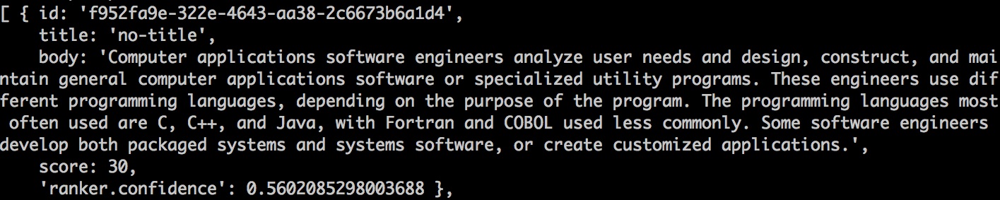 [ { id: 'f952fa9e-322e-4643-aa38-2c6673b6a1d4',
    title: 'no-title',
    body: 'Computer applications software engineers analyze user needs and design, construct, and mai
ntain general computer applications software or specialized utility programs. These engineers use dif
ferent programming languages, depending on the purpose of the program. The programming languages most
 often used are C, C++, and Java, with Fortran and COBOL used less commonly. Some software engineers
develop both packaged systems and systems software, or create customized applications.',
    score: 30,
    'ranker.confidence': 0.5602085298003688 },